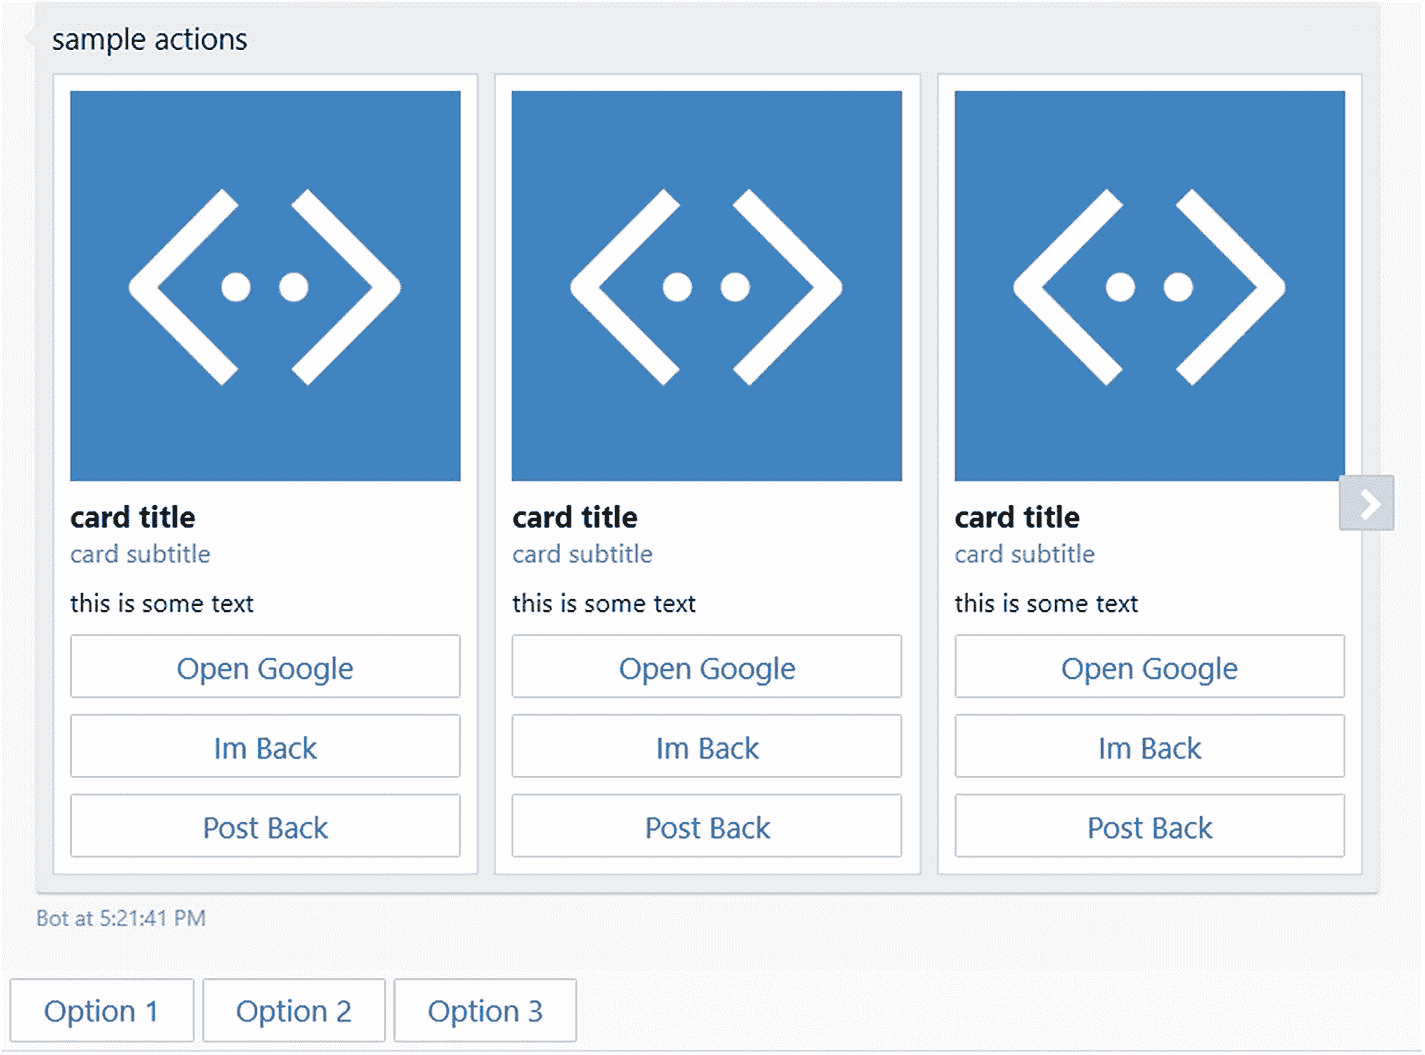 sample actions
card title
card subtitle
this is some text
Open Google
Im Back
Post Back
card title
card subtitle
this is some text
Open Google
Im Back
Post Back
card title
card subtitle
this is some text
Open Google
Im Back
Post Back
Bot at 5:21:41 PM
Option 1
Option 2
Option 3